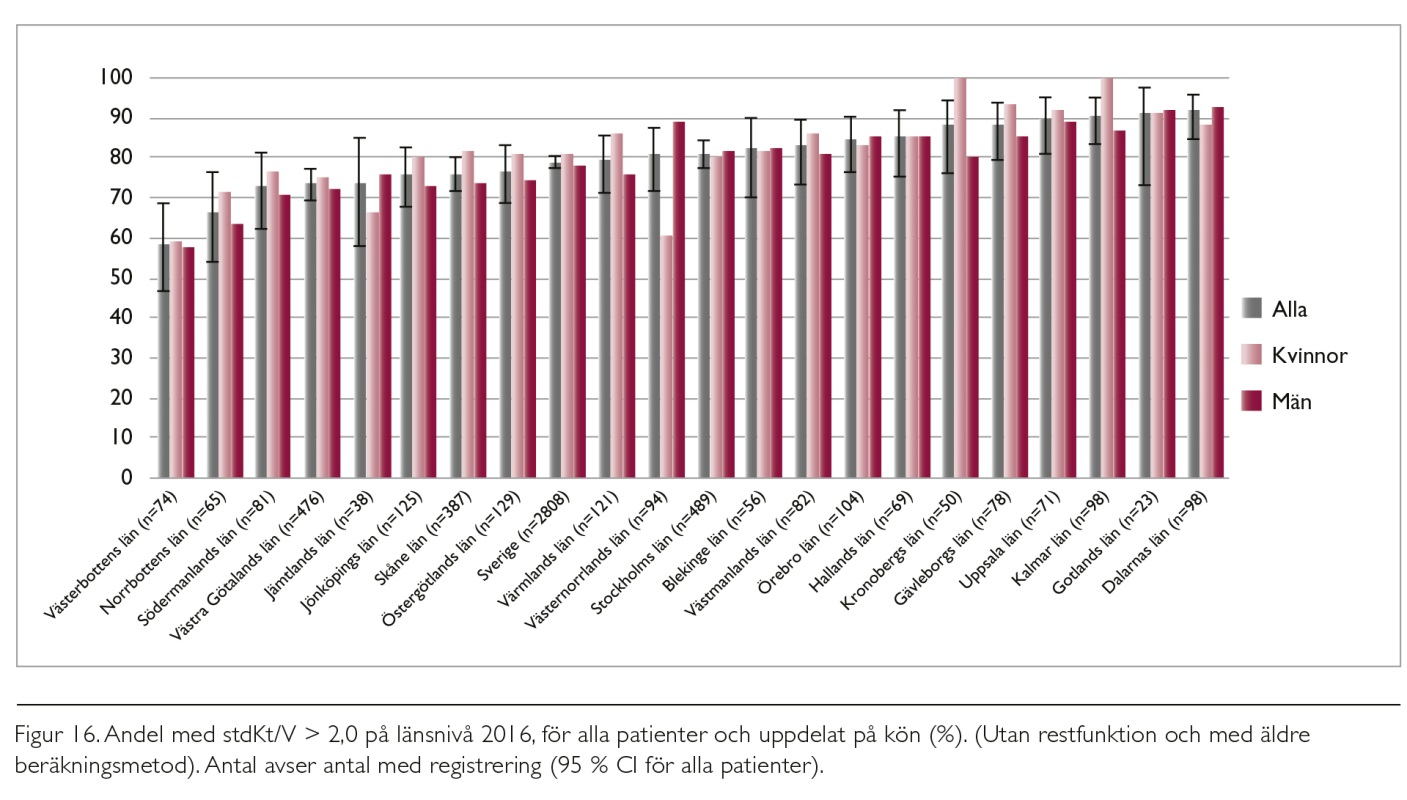 100
90
80
70
60
50
40
30
20
10
0
Västerbottens län (n=74)
Norrbottens län (n=65)
Södermanlands län (n=81)
Västra Götalands län (n=476)
Jämtlands län (n=38)
Jönköpings län (n=125)
Skåne län (n=387)
Östergötlands län (n=129)
Sverige (n=2808)
Värmlands län (n=121)
Västernorrlands län (n=94)
Stockholms län (n=489)
Blekinge län (n=56)
Västmanlands län (n=82)
Örebro län (n=104)
Hallands län (n=69)
Kronobergs län (n=50)
Gävleborgs län (n=78)
Uppsala län (n=71)
Kalmar län (n=98)
Gotlands län (n=23)
Dalarnas län (n=98)
Alla
Kvinnor
Män
Figur 16. Andel med stdKt/V > 2,0 på länsnivå 2016, för alla patienter och uppdelat på kön (%). (Utan restfunktion och med äldre
beräkningsmetod). Antal avser antal med registrering (95 % CI för alla patienter).